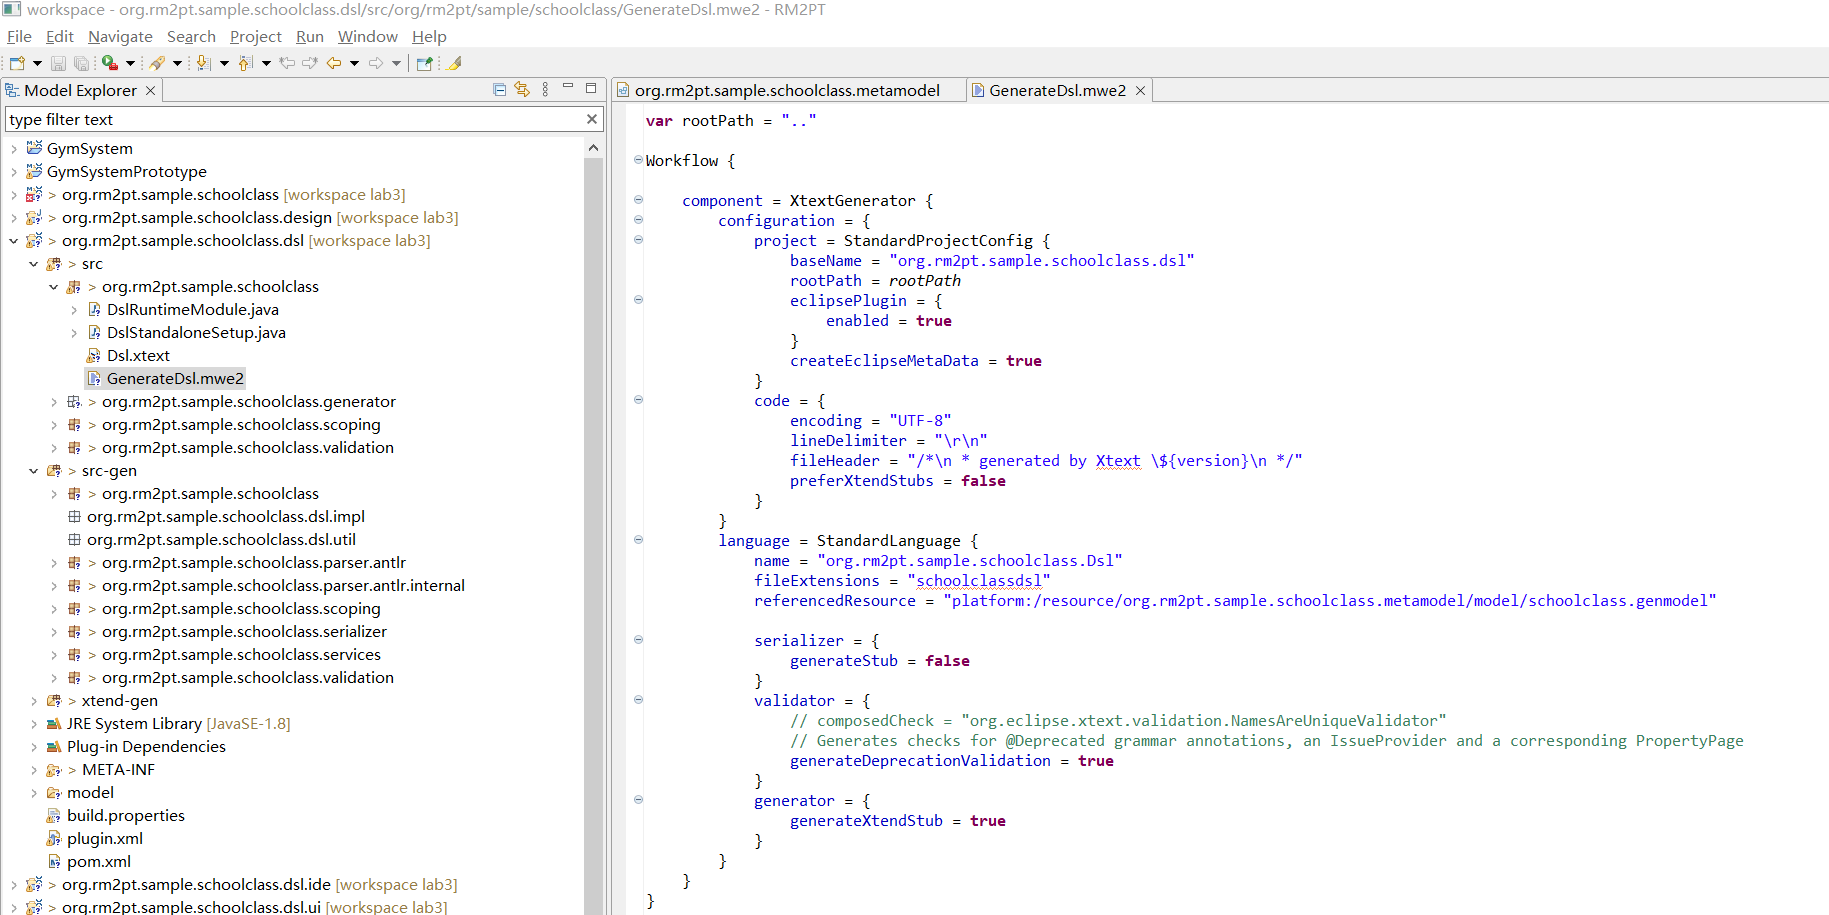 workspace - org.rm2pt.sample.schoolclass.dsl/src/org/rm2pt/sample/schoolclass/GenerateDsl.mwe2 - RM2PT
File Edit Navigate Search Project Run Window Help
Model Explorer
type filter text
GymSystem
GymSystemPrototype
> org.rm2pt.sample.schoolclass [workspace lab3]
> org.rm2pt.sample.schoolclass.design [workspace lab3]
> org.rm2pt.sample.schoolclass.dsl [workspace lab3]
> src
> org.rm2pt.sample.schoolclass
DslRuntimeModule.java
DslStandaloneSetup.java
Dsl.xtext
GenerateDsl.mwe2
> org.rm2pt.sample.schoolclass.generator
> org.rm2pt.sample.schoolclass.scoping
> org.rm2pt.sample.schoolclass.validation
> src-gen
> org.rm2pt.sample.schoolclass
org.rm2pt.sample.schoolclass.dsl.impl
org.rm2pt.sample.schoolclass.dsl.util
> org.rm2pt.sample.schoolclass.parser.antlr
> org.rm2pt.sample.schoolclass.parser.antlr.internal
> org.rm2pt.sample.schoolclass.scoping
> org.rm2pt.sample.schoolclass.serializer
> org.rm2pt.sample.schoolclass.services
> org.rm2pt.sample.schoolclass.validation
> xtend-gen
JRE System Library [JavaSE-1.8]
Plug-in Dependencies
> META-INF
model
build.properties
plugin.xml
pom.xml
> org.rm2pt.sample.schoolclass.dsl.ide [workspace lab3]
> org.rm2pt.sample.schoolclass.dsl.ui [workspace lab3]
org.rm2pt.sample.schoolclass.metamodel
GenerateDsl.mwe2
var rootPath = ".."
Workflow {
component = XtextGenerator {
configuration = {
project = StandardProjectConfig {
baseName = "org.rm2pt.sample.schoolclass.dsl"
rootPath = rootPath
eclipsePlugin = {
enabled = true
}
createEclipseMetaData = true
}
code = {
encoding = "UTF-8"
lineDelimiter = "\r\n"
fileHeader = "/*\n * generated by Xtext \${version}\n */"
preferXtendStubs = false
}
}
language = StandardLanguage {
name = "org.rm2pt.sample.schoolclass.Dsl"
fileExtensions = "schoolclassdsl"
referencedResource = "platform:/resource/org.rm2pt.sample.schoolclass.metamodel/model/schoolclass.genmodel"
serializer = {
generateStub = false
}
validator = {
// composedCheck = "org.eclipse.xtext.validation.NamesAreUniqueValidator"
// Generates checks for @Deprecated grammar annotations, an IssueProvider and a corresponding PropertyPage
generateDeprecationValidation = true
}
generator = {
generateXtendStub = true
}
}
}
}